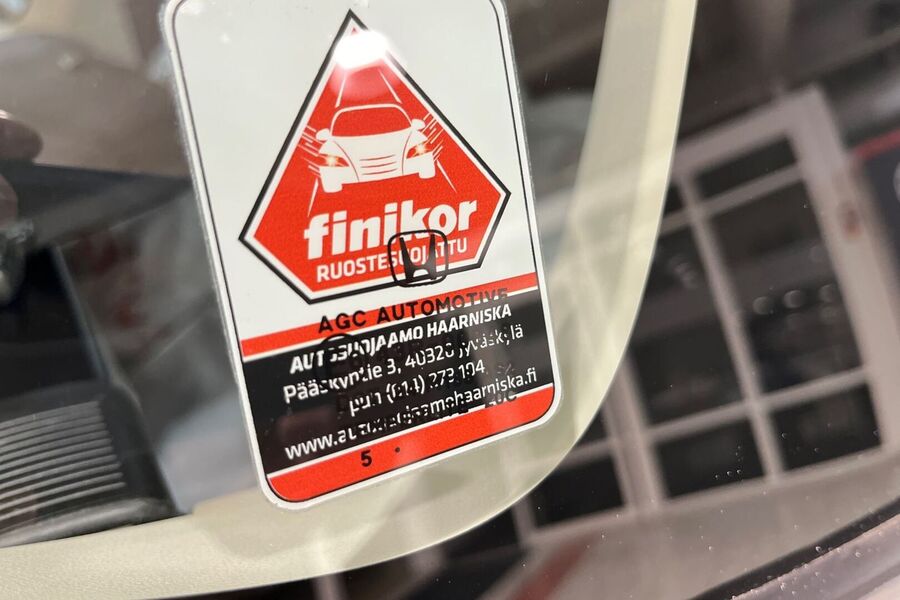 finikor
RUOSTESUOJATTU
AGC AUTOMOTIVE
AUTOSUOJAAMO HAARNISKA
Pääskyntie 3, 40320 Jyväskylä
puh (014) 273 194
www.autosuojaamohaarniska.fi
5